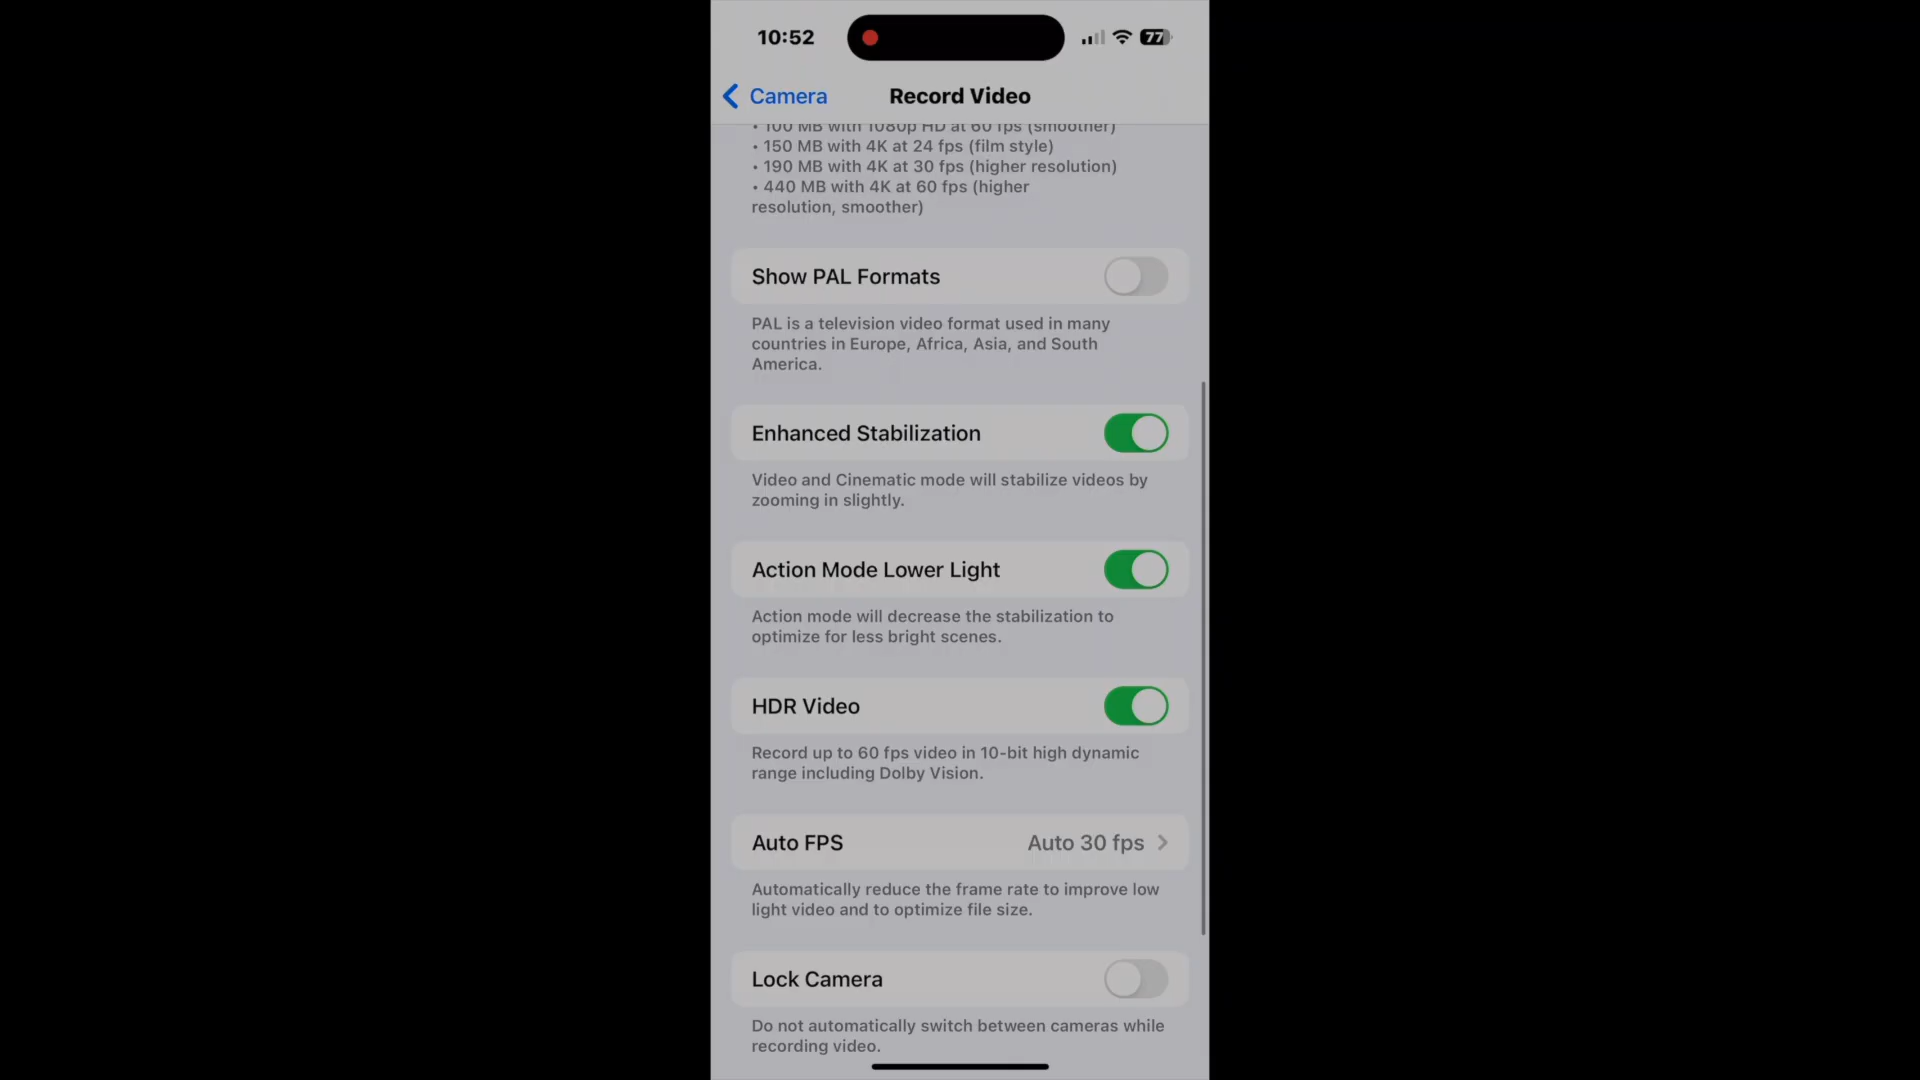 10:52
77
Camera
Record Video
• 100 MB with 1080p HD at 60 fps (smoother)
• 150 MB with 4K at 24 fps (film style)
• 190 MB with 4K at 30 fps (higher resolution)
• 440 MB with 4K at 60 fps (higher
resolution, smoother)
Show PAL Formats
PAL is a television video format used in many
countries in Europe, Africa, Asia, and South
America.
Enhanced Stabilization
Video and Cinematic mode will stabilize videos by
zooming in slightly.
Action Mode Lower Light
Action mode will decrease the stabilization to
optimize for less bright scenes.
HDR Video
Record up to 60 fps video in 10-bit high dynamic
range including Dolby Vision.
Auto FPS
Auto 30 fps
Automatically reduce the frame rate to improve low
light video and to optimize file size.
Lock Camera
Do not automatically switch between cameras while
recording video.